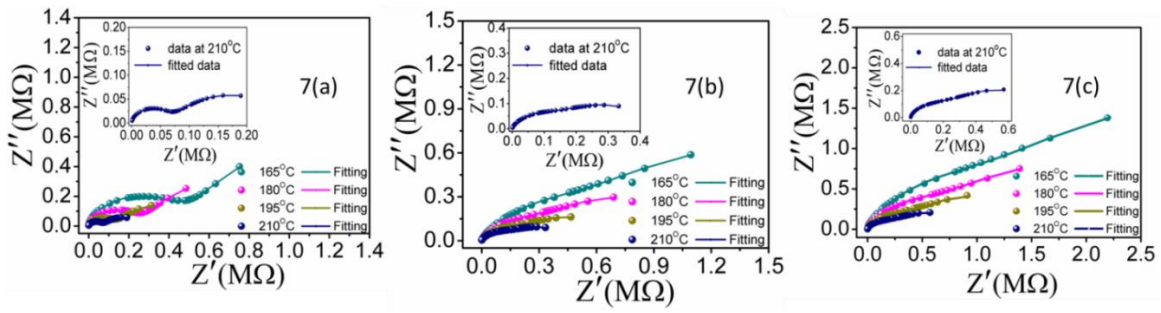 1.4
1.2
1.0
0.8
0.6
0.4
0.2
0.0
Z''(MΩ)
0.20
0.15
0.10
0.05
0.00
Z''(MΩ)
data at 210°C
fitted data
0.00 0.05 0.10 0.15 0.20
Z'(MΩ)
7(a)
165°C Fitting
180°C Fitting
195°C Fitting
210°C Fitting
0.0 0.2 0.4 0.6 0.8 1.0 1.2 1.4
Z'(MΩ)
1.5
1.2
0.9
0.6
0.3
0.0
Z''(MΩ)
0.4
0.3
0.2
0.1
0.0
Z''(MΩ)
data at 210°C
fitted data
0.0 0.1 0.2 0.3 0.4
Z'(MΩ)
7(b)
165°C Fitting
180°C Fitting
195°C Fitting
210°C Fitting
0.0 0.3 0.6 0.9 1.2 1.5
Z'(MΩ)
2.5
2.0
1.5
1.0
0.5
0.0
Z''(MΩ)
0.6
0.4
0.2
0.0
Z''(MΩ)
data at 210°C
fitted data
0.0 0.1 0.2 0.3 0.4 0.5 0.6
Z'(MΩ)
7(c)
165°C Fitting
180°C Fitting
195°C Fitting
210°C Fitting
0.0 0.5 1.0 1.5 2.0 2.5
Z'(MΩ)